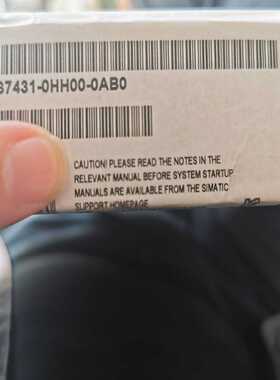 S7431-0HH00-0AB0
CAUTION! PLEASE READ THE NOTES IN THE
RELEVANT MANUAL BEFORE SYSTEM STARTUP
MANUALS ARE AVAILABLE FROM THE SIMATIC
SUPPORT HOMEPAGE